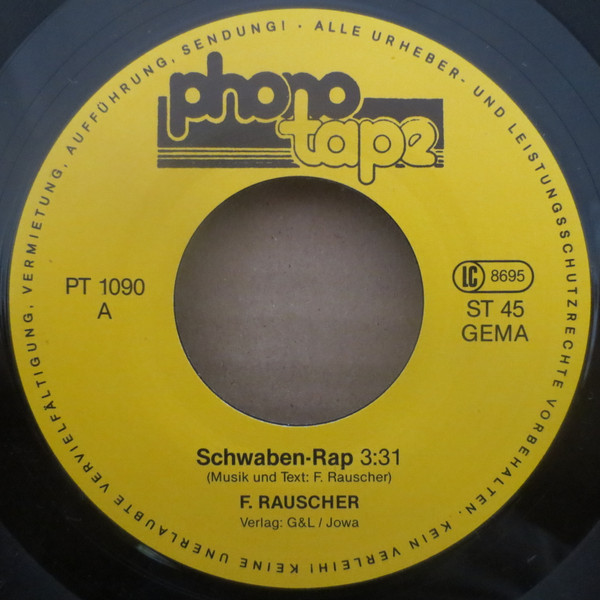 phono
tape
PT 1090
A
LC 8695
ST 45
GEMA
Schwaben-Rap 3:31
(Musik und Text: F. Rauscher)
F. RAUSCHER
Verlag: G&L / Jowa
ALLE URHEBER- UND LEISTUNGSSCHUTZRECHTE VORBEHALTEN. KEIN VERLEIH! KEINE UNERLAUBTE VERVIELFÄLTIGUNG, VERMIETUNG, AUFFÜHRUNG, SENDUNG! ·